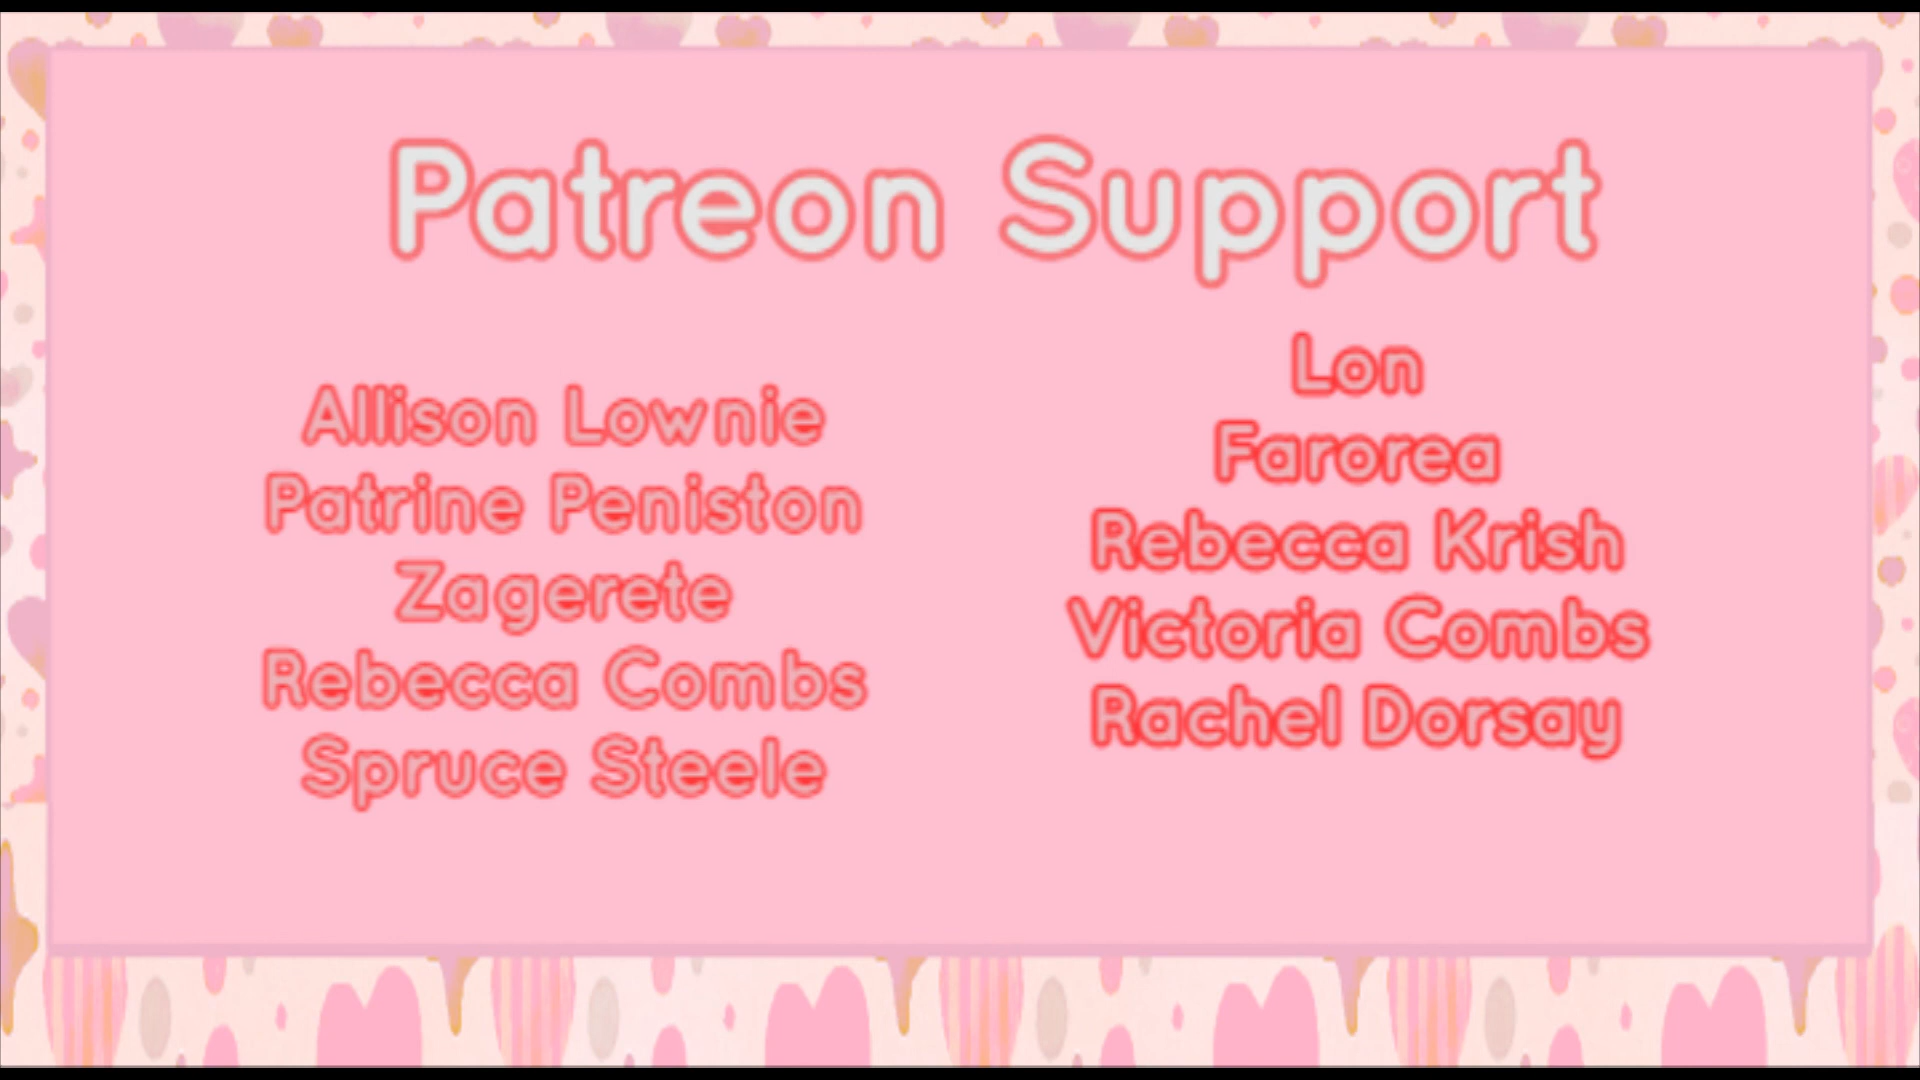 Patreon Support
Allison Lownie
Patrine Peniston
Zagerete
Rebecca Combs
Spruce Steele
Lon
Farorea
Rebecca Krish
Victoria Combs
Rachel Dorsay